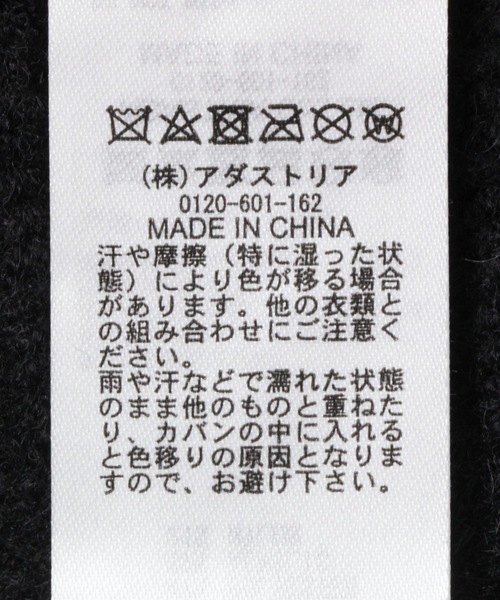 (株)アダストリア
0120-601-162
MADE IN CHINA
汗や摩擦（特に湿った状
態）により色が移る場合
があります。他の衣類と
の組み合わせにご注意く
ださい。
雨や汗などで濡れた状態
のまま他のものと重ねた
り、カバンの中に入れる
と色移りの原因となりま
すので、お避け下さい。